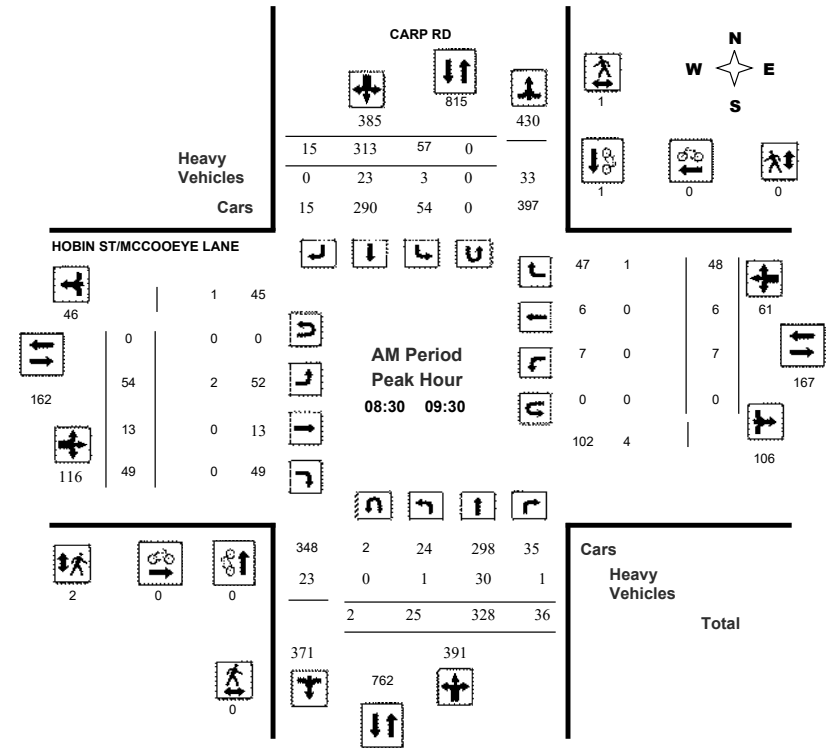 CARP RD
N
W E
S
815
385 430
1
15 313 57 0
Heavy
Vehicles 0 23 3 0 33
Cars 15 290 54 0 397
1 0 0
HOBIN ST/MCCOOEYE LANE
46 1 45
0 0 0
54 2 52
13 0 13
49 0 49
162
116
AM Period
Peak Hour
08:30 09:30
47 1 48
6 0 6
7 0 7
0 0 0
102 4
61
167
106
348 2 24 298 35 Cars
23 0 1 30 1 Heavy
Vehicles
2 25 328 36 Total
2 0 0
371 391
762
0